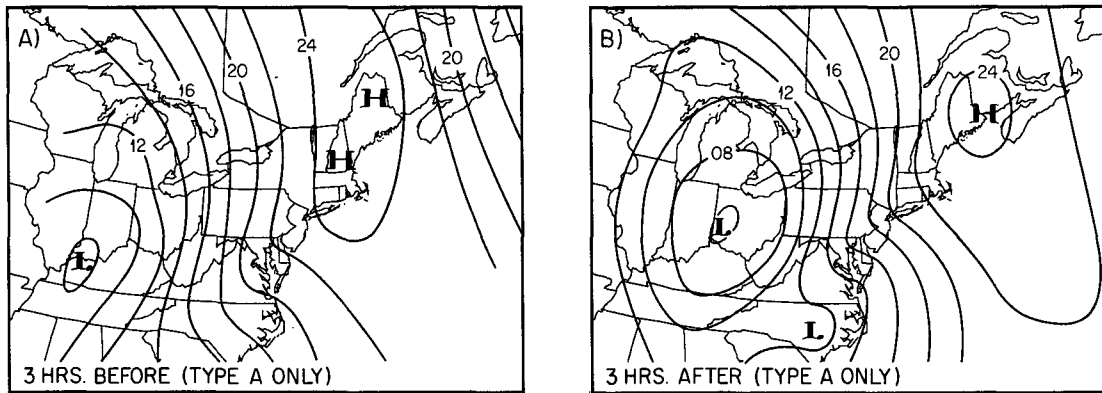 A)
24
20
20
16
H
12
H
L
3 HRS. BEFORE (TYPE A ONLY)
B)
20
16
24
12
H
08
L
L
3 HRS. AFTER (TYPE A ONLY)